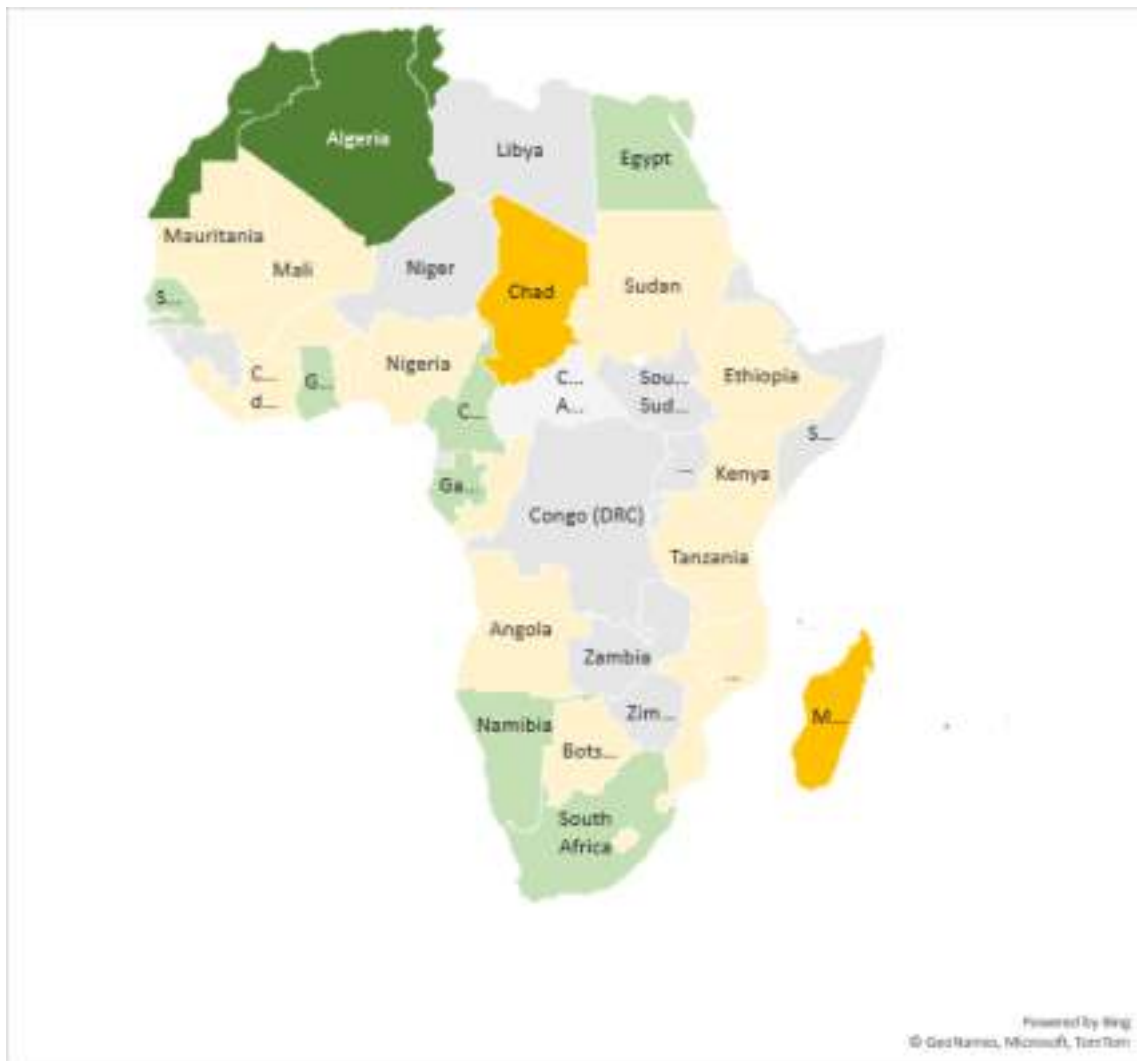 Algeria
Libya
Egypt
Mauritania
Mali
Niger
Chad
Sudan
S...
Nigeria
C...
d...
G...
C...
C...
A...
Sou...
Sud...
Ethiopia
S...
...
Kenya
Ga...
Congo (DRC)
Tanzania
Angola
Zambia
...
Namibia
Zim...
Bots...
M...
South
Africa
Powered by Bing
© GeoNames, Microsoft, TomTom